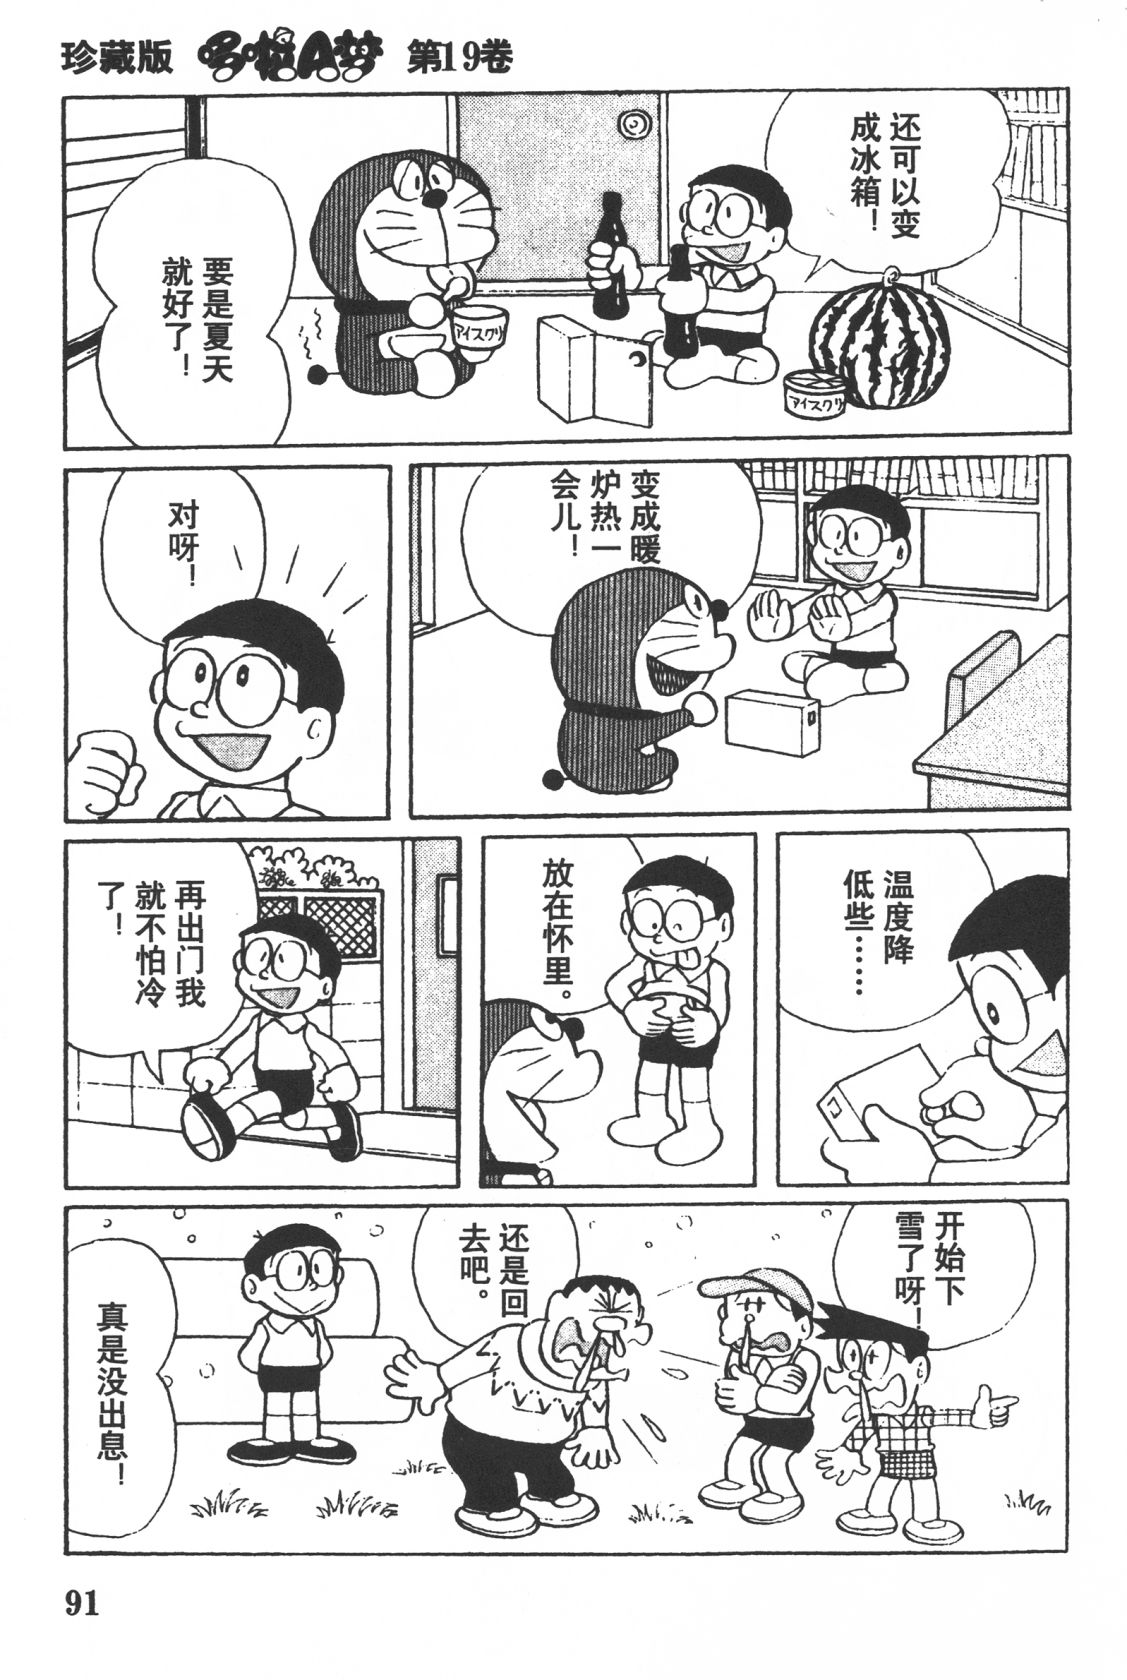 珍藏版 哆啦A梦 第19卷
还可以变
成冰箱！
要是夏天
就好了！
アイスクリ
アイスクリ
变成暖
炉热一
会儿！
对呀！
温度降
低些……
放在怀里。
再出门我
就不怕冷
了！
开始下
雪了呀！
还是回
去吧。
真是没出息！
91